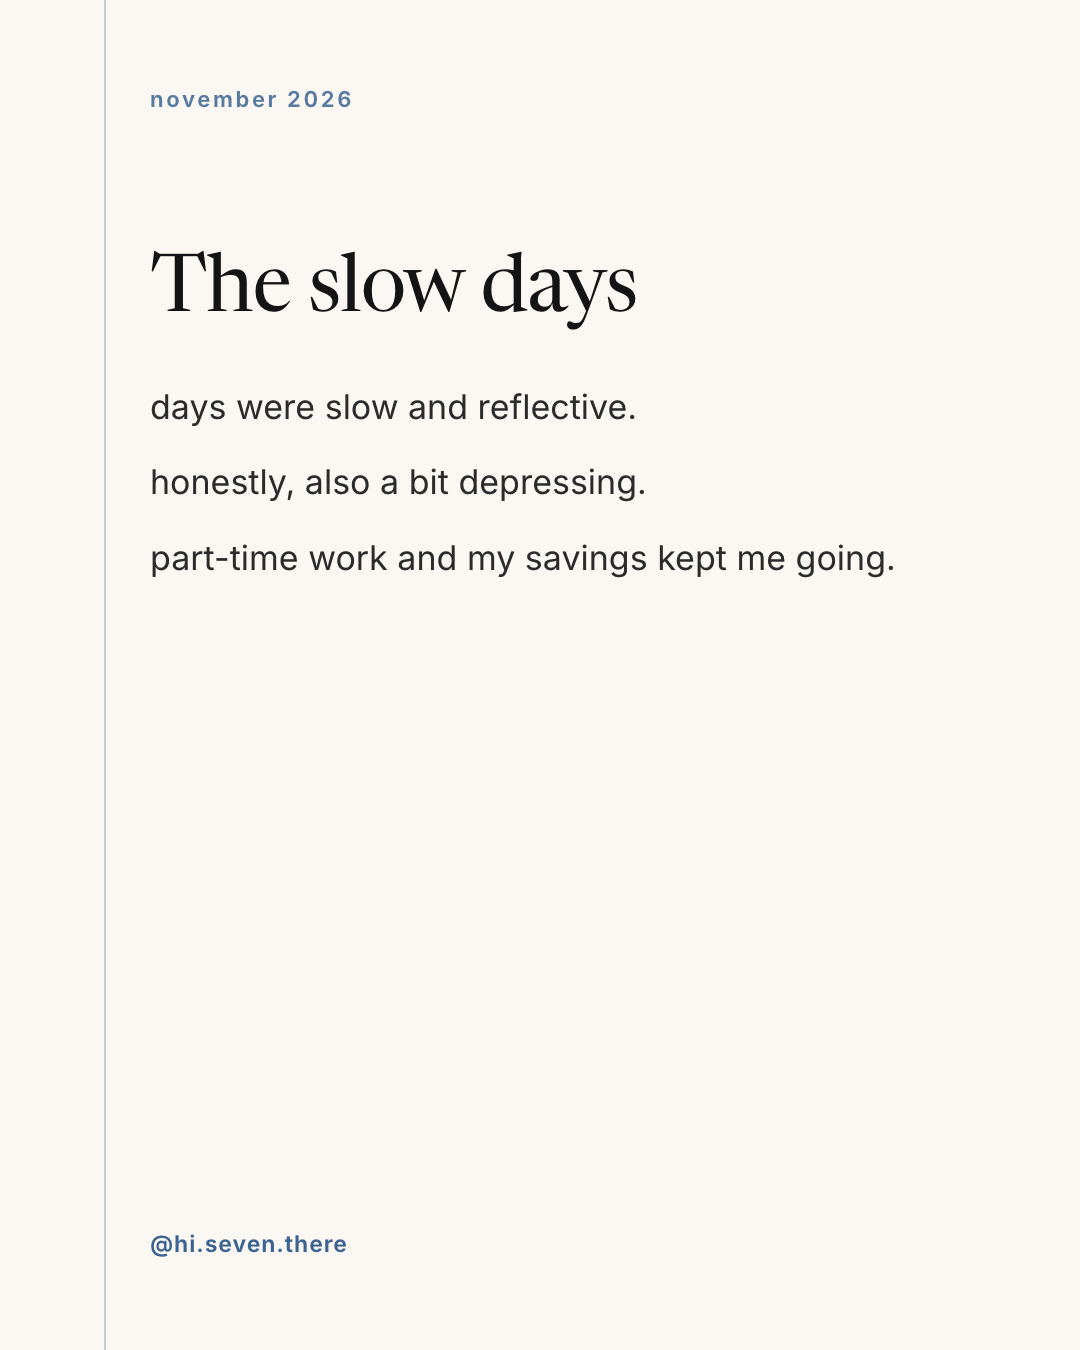 november 2026
The slow days
days were slow and reflective.
honestly, also a bit depressing.
part-time work and my savings kept me going.
@hi.seven.there